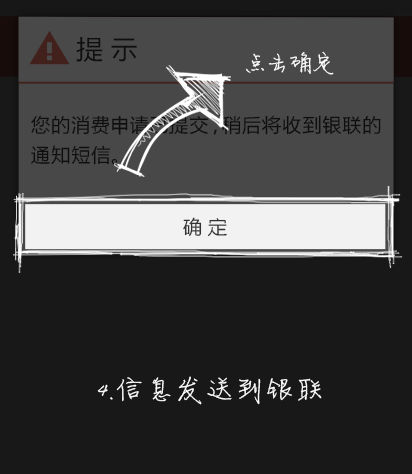 提示
点击确定
您的消费申请已提交，稍后将收到银联的
通知短信。
确定
4.信息发送到银联